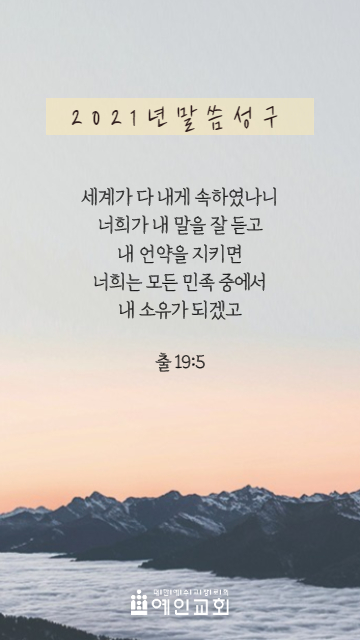 2021년말씀성구
세계가 다 내게 속하였나니
너희가 내 말을 잘 듣고
내 언약을 지키면
너희는 모든 민족 중에서
내 소유가 되겠고
출 19:5
예인교회